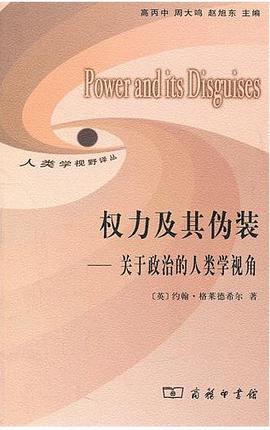 高丙中 周大鸣 赵旭东 主编
Power and its Disguises
人类学视野译丛
权力及其伪装
—— 关于政治的人类学视角
〔英〕约翰·格莱德希尔 著
商务印书馆